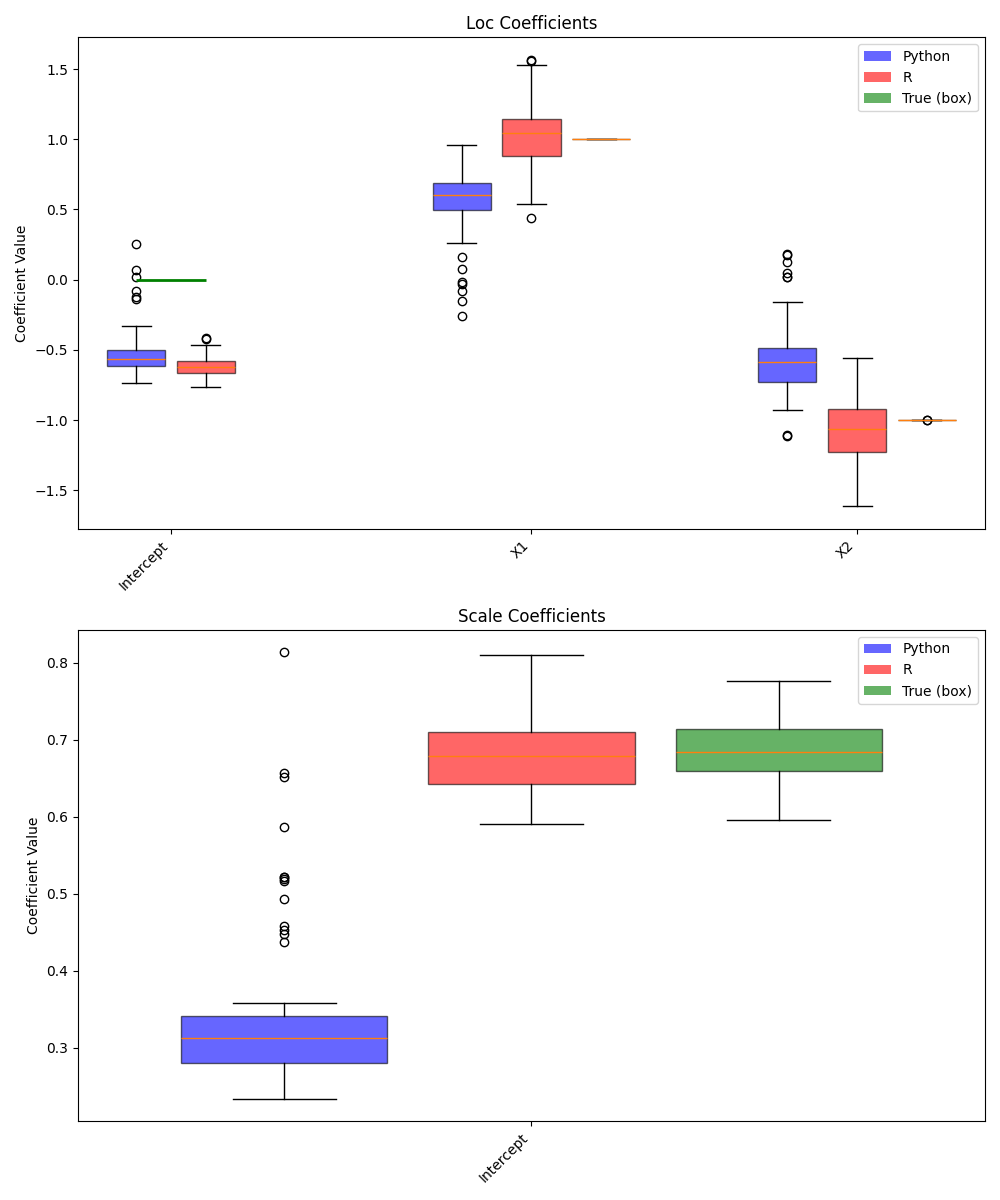 Loc Coefficients
Python
R
True (box)
1.5
1.0
0.5
0.0
−0.5
−1.0
−1.5
Coefficient Value
Intercept
X1
X2
Scale Coefficients
Python
R
True (box)
0.8
0.7
0.6
0.5
0.4
0.3
Coefficient Value
Intercept